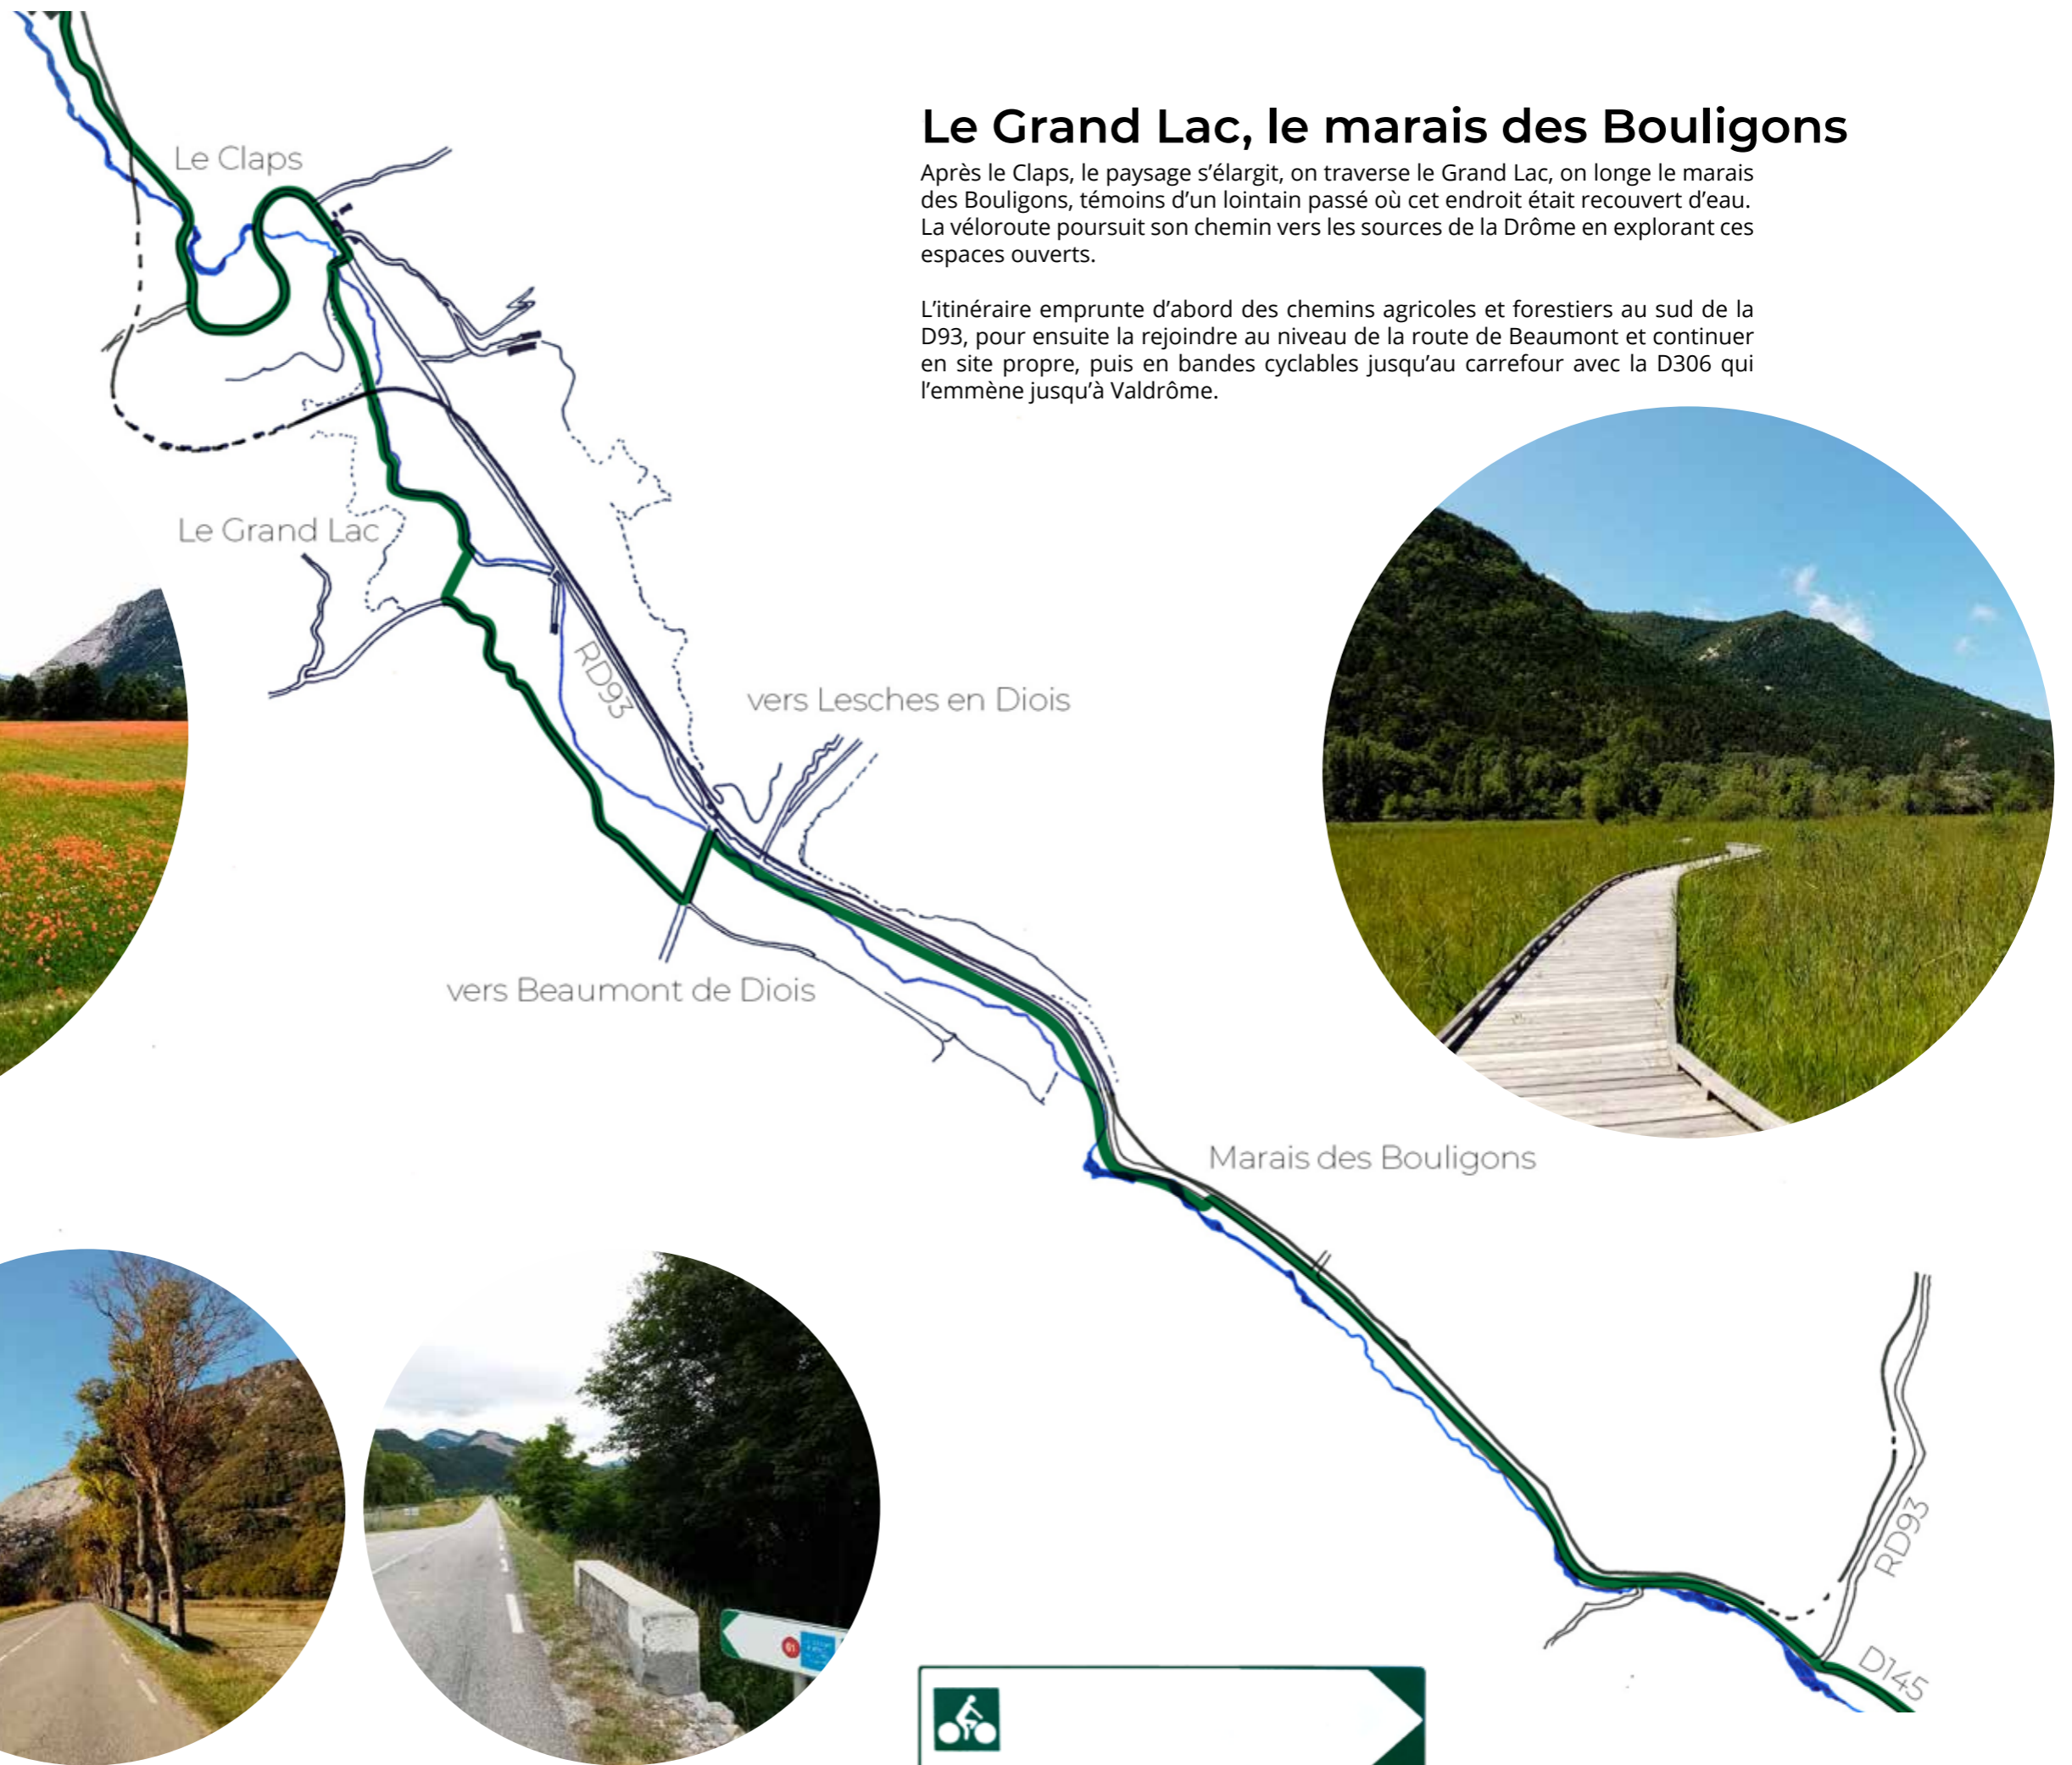 Le Grand Lac, le marais des Bouligons
Après le Claps, le paysage s’élargit, on traverse le Grand Lac, on longe le marais
des Bouligons, témoins d’un lointain passé où cet endroit était recouvert d’eau.
La véloroute poursuit son chemin vers les sources de la Drôme en explorant ces
espaces ouverts.
L’itinéraire emprunte d’abord des chemins agricoles et forestiers au sud de la
D93, pour ensuite la rejoindre au niveau de la route de Beaumont et continuer
en site propre, puis en bandes cyclables jusqu’au carrefour avec la D306 qui
l’emmène jusqu’à Valdrôme.
Le Claps
Le Grand Lac
RD93
vers Lesches en Diois
vers Beaumont de Diois
Marais des Bouligons
RD93
D145